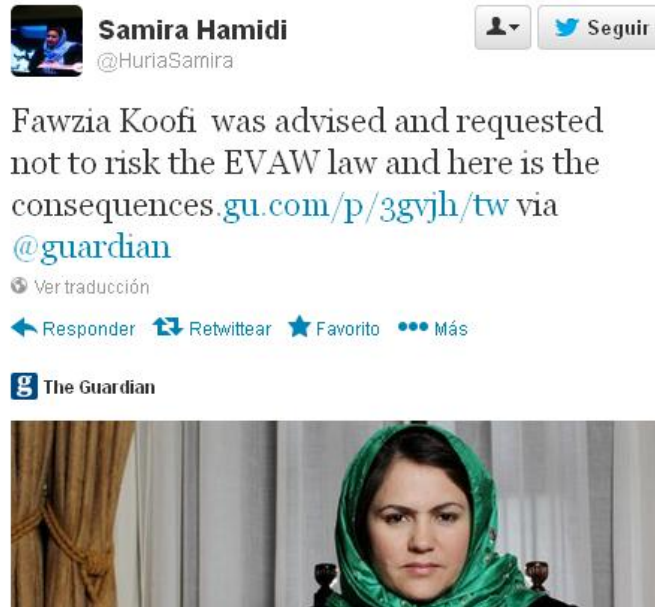 Samira Hamidi
@HuriaSamira
Seguir
Fawzia Koofi was advised and requested
not to risk the EVAW law and here is the
consequences.gu.com/p/3gvjh/tw via
@guardian
Ver traducción
Responder Retwittear Favorito Más
g The Guardian